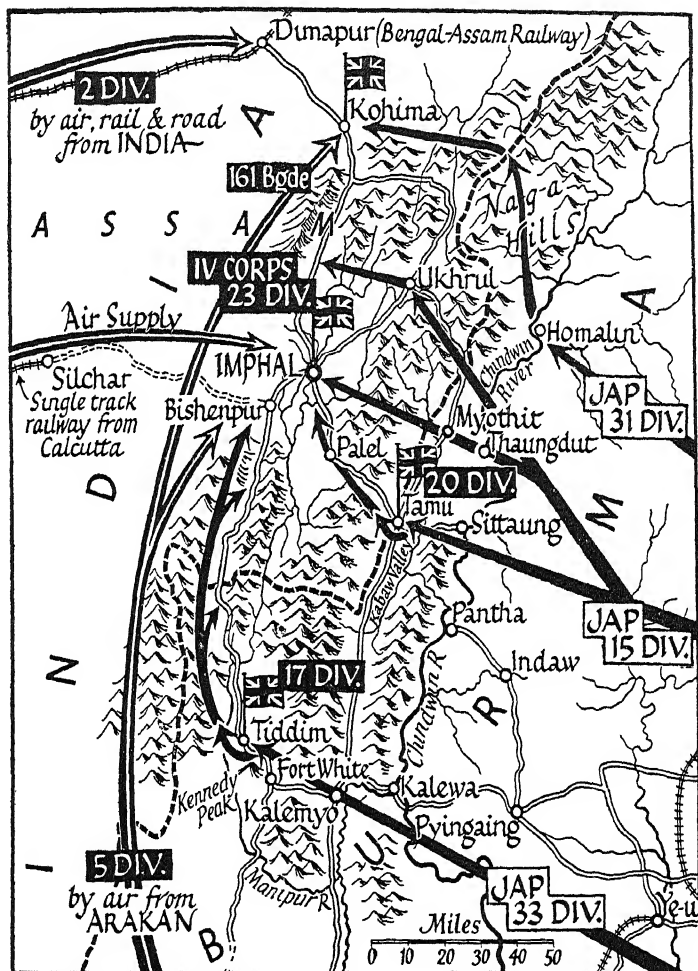 Dimapur (Bengal-Assam Railway)
2 DIV.
by air, rail & road
from INDIA
Kohima
161 Bgde
ASSAM
Naga
Hills
IV CORPS
23 DIV.
Ukhrul
Air Supply
Homalin
Chindwin
River
IMPHAL
JAP
31 DIV.
Silchar
Single track
railway from
Calcutta
Bishenpur
Myothit
Thaungdut
Palel
20 DIV.
Tamu
Sittaung
Kabaw Valley
JAP
15 DIV.
Pantha
Indaw
Chindwin R
17 DIV.
Tiddim
Fort White
Kennedy
Peak
Kalewa
Kalemyo
Pyingaing
5 DIV.
by air from
ARAKAN
Manipur R
JAP
33 DIV.
Ye-u
Miles
0 10 20 30 40 50
INDIA
BURMA